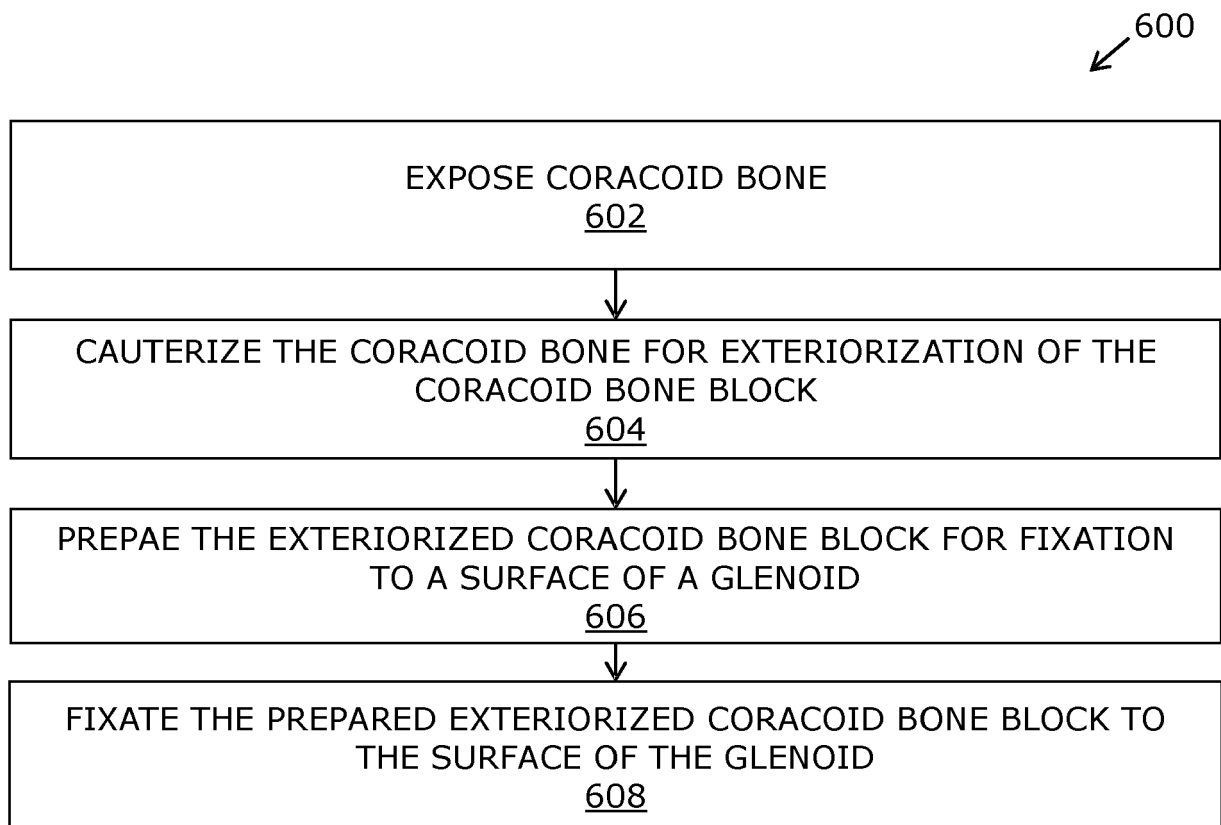 600
EXPOSE CORACOID BONE
602
CAUTERIZE THE CORACOID BONE FOR EXTERIORIZATION OF THE
CORACOID BONE BLOCK
604
PREPAE THE EXTERIORIZED CORACOID BONE BLOCK FOR FIXATION
TO A SURFACE OF A GLENOID
606
FIXATE THE PREPARED EXTERIORIZED CORACOID BONE BLOCK TO
THE SURFACE OF THE GLENOID
608